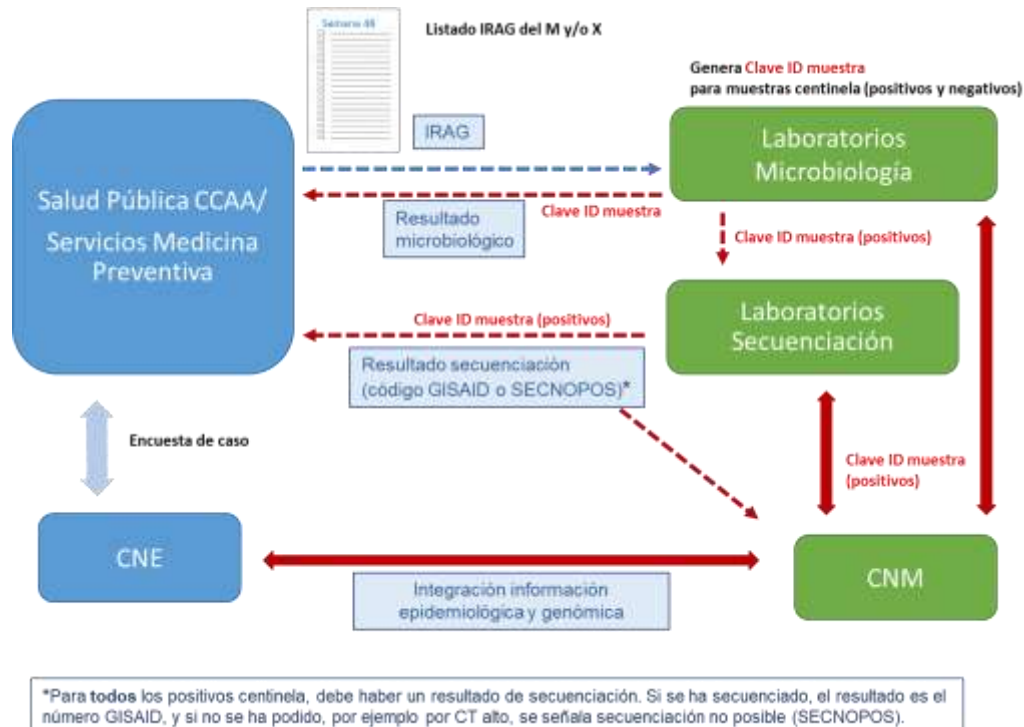 Semana 44
Listado IRAG del M y/o X
Genera Clave ID muestra
para muestras centinela (positivos y negativos)
IRAG
Laboratorios
Microbiología
Salud Pública CCAA/
Servicios Medicina
Preventiva
Clave ID muestra
Resultado
microbiológico
Clave ID muestra (positivos)
Laboratorios
Secuenciación
Clave ID muestra (positivos)
Resultado secuenciación
(código GISAID o SECNOPOS)*
Encuesta de caso
Clave ID muestra
(positivos)
CNE
CNM
Integración información
epidemiológica y genómica
*Para todos los positivos centinela, debe haber un resultado de secuenciación. Si se ha secuenciado, el resultado es el
número GISAID, y si no se ha podido, por ejemplo por CT alto, se señala secuenciación no posible (SECNOPOS).